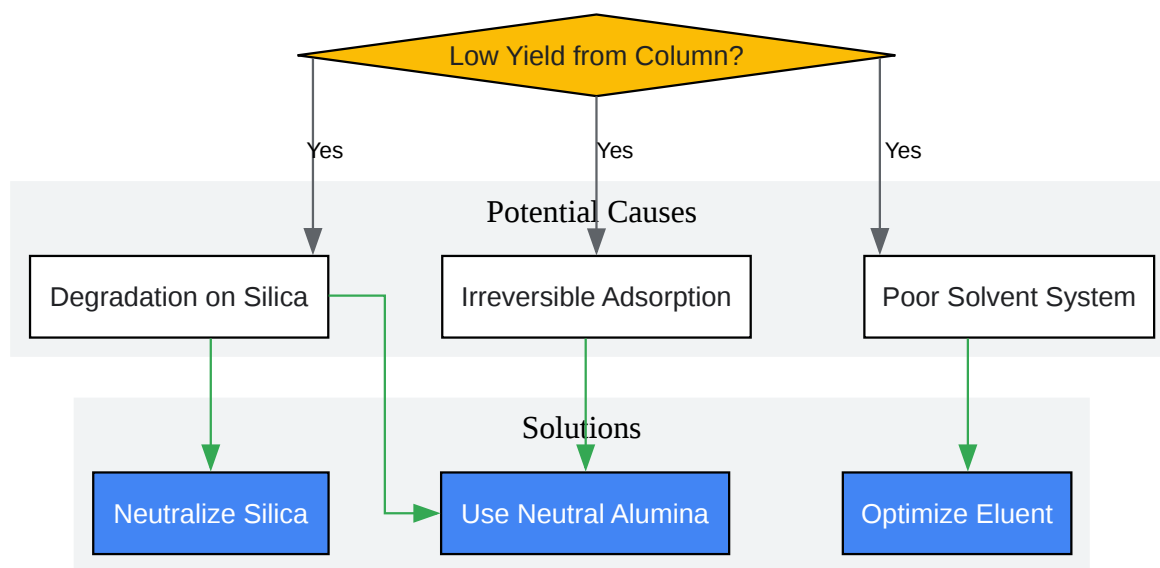 Low Yield from Column?
Yes
Yes
Yes
Potential Causes
Degradation on Silica
Irreversible Adsorption
Poor Solvent System
Solutions
Neutralize Silica
Use Neutral Alumina
Optimize Eluent